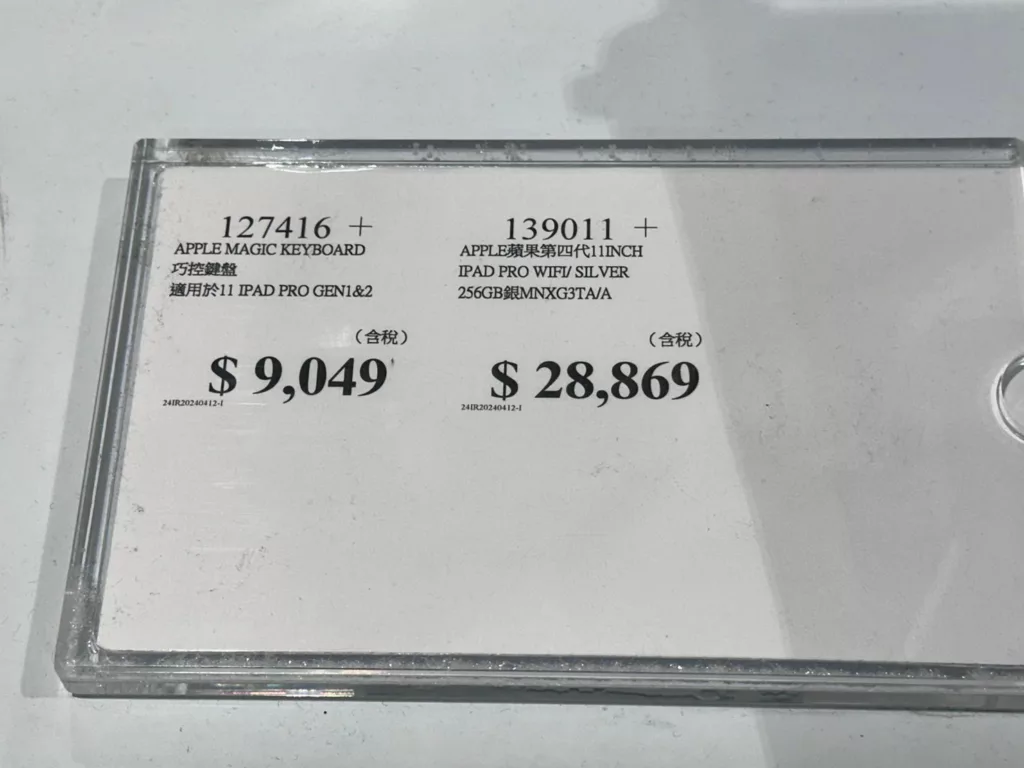 127416 +
APPLE MAGIC KEYBOARD
巧控鍵盤
適用於11 IPAD PRO GEN1&2
(含稅)
$ 9,049
24IR20240412-1
139011 +
APPLE蘋果第四代11INCH
IPAD PRO WIFI/ SILVER
256GB銀MNXG3TA/A
(含稅)
$ 28,869
24IR20240412-1